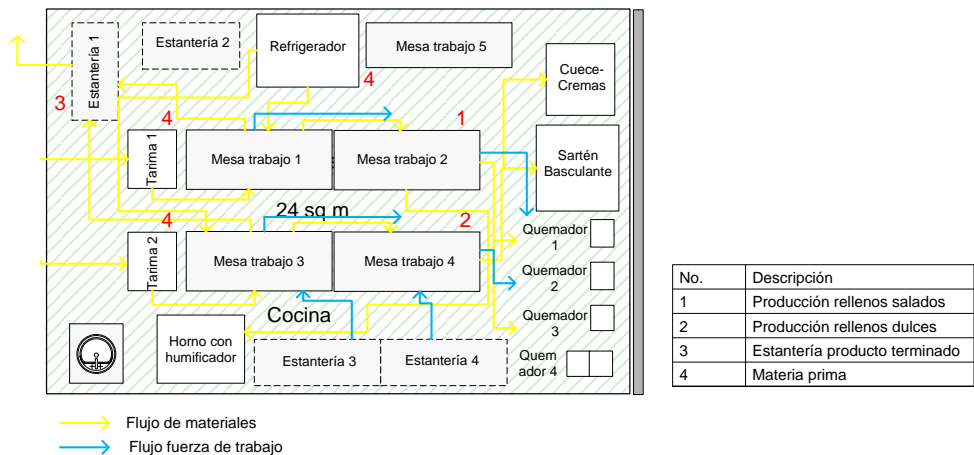 Estantería 1
Estantería 2
Refrigerador
Mesa trabajo 5
Cuece-
Cremas
4
3
4
1
Tarima 1
Mesa trabajo 1
Mesa trabajo 2
Sartén
Basculante
24 sq m
4
2
Quemador
1
Tarima 2
Mesa trabajo 3
Mesa trabajo 4
Quemador
2
Cocina
Quemador
3
Horno con
humificador
Estantería 3
Estantería 4
Quem
ador 4
No. Descripción
1 Producción rellenos salados
2 Producción rellenos dulces
3 Estantería producto terminado
4 Materia prima
Flujo de materiales
Flujo fuerza de trabajo